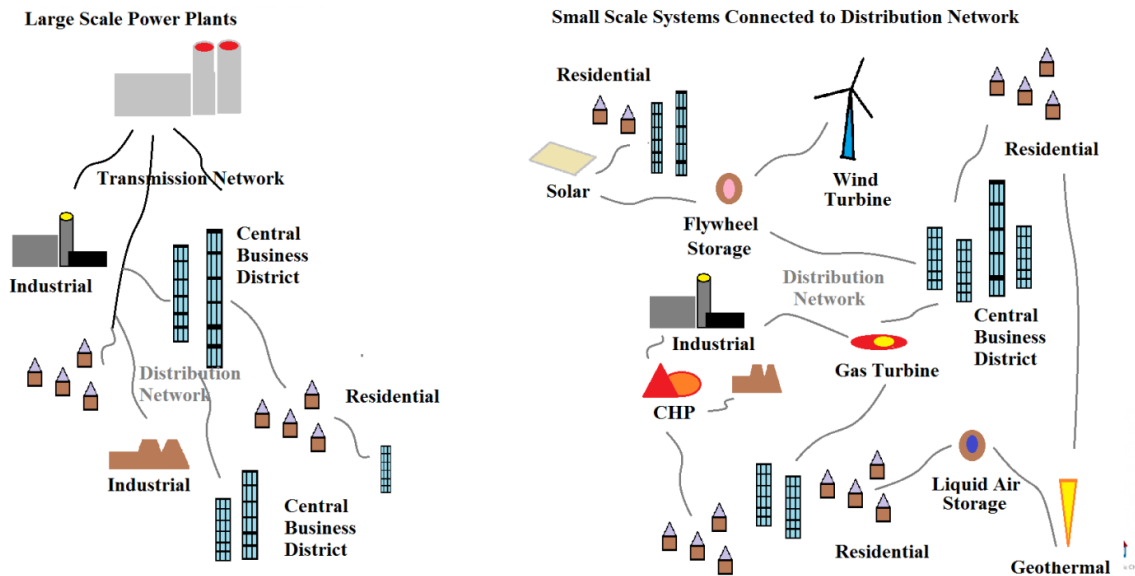 Large Scale Power Plants
Transmission Network
Industrial
Central
Business
District
Distribution
Network
Residential
Industrial
Central
Business
District
Small Scale Systems Connected to Distribution Network
Residential
Solar
Flywheel
Storage
Wind
Turbine
Residential
Distribution
Network
Industrial
Central
Business
District
Gas Turbine
CHP
Liquid Air
Storage
Residential
Geothermal